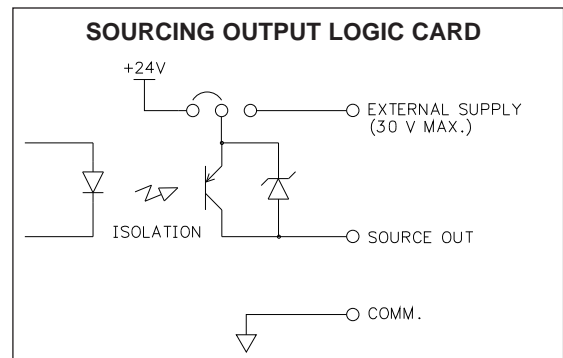 SOURCING OUTPUT LOGIC CARD
+24V
EXTERNAL SUPPLY
(30 V MAX.)
ISOLATION
SOURCE OUT
COMM.